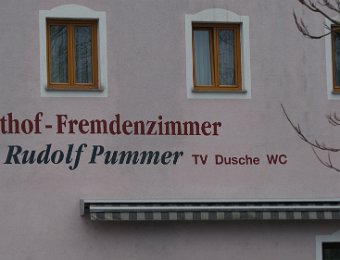 thof-Fremdenzimmer
Rudolf Pummer TV Dusche WC